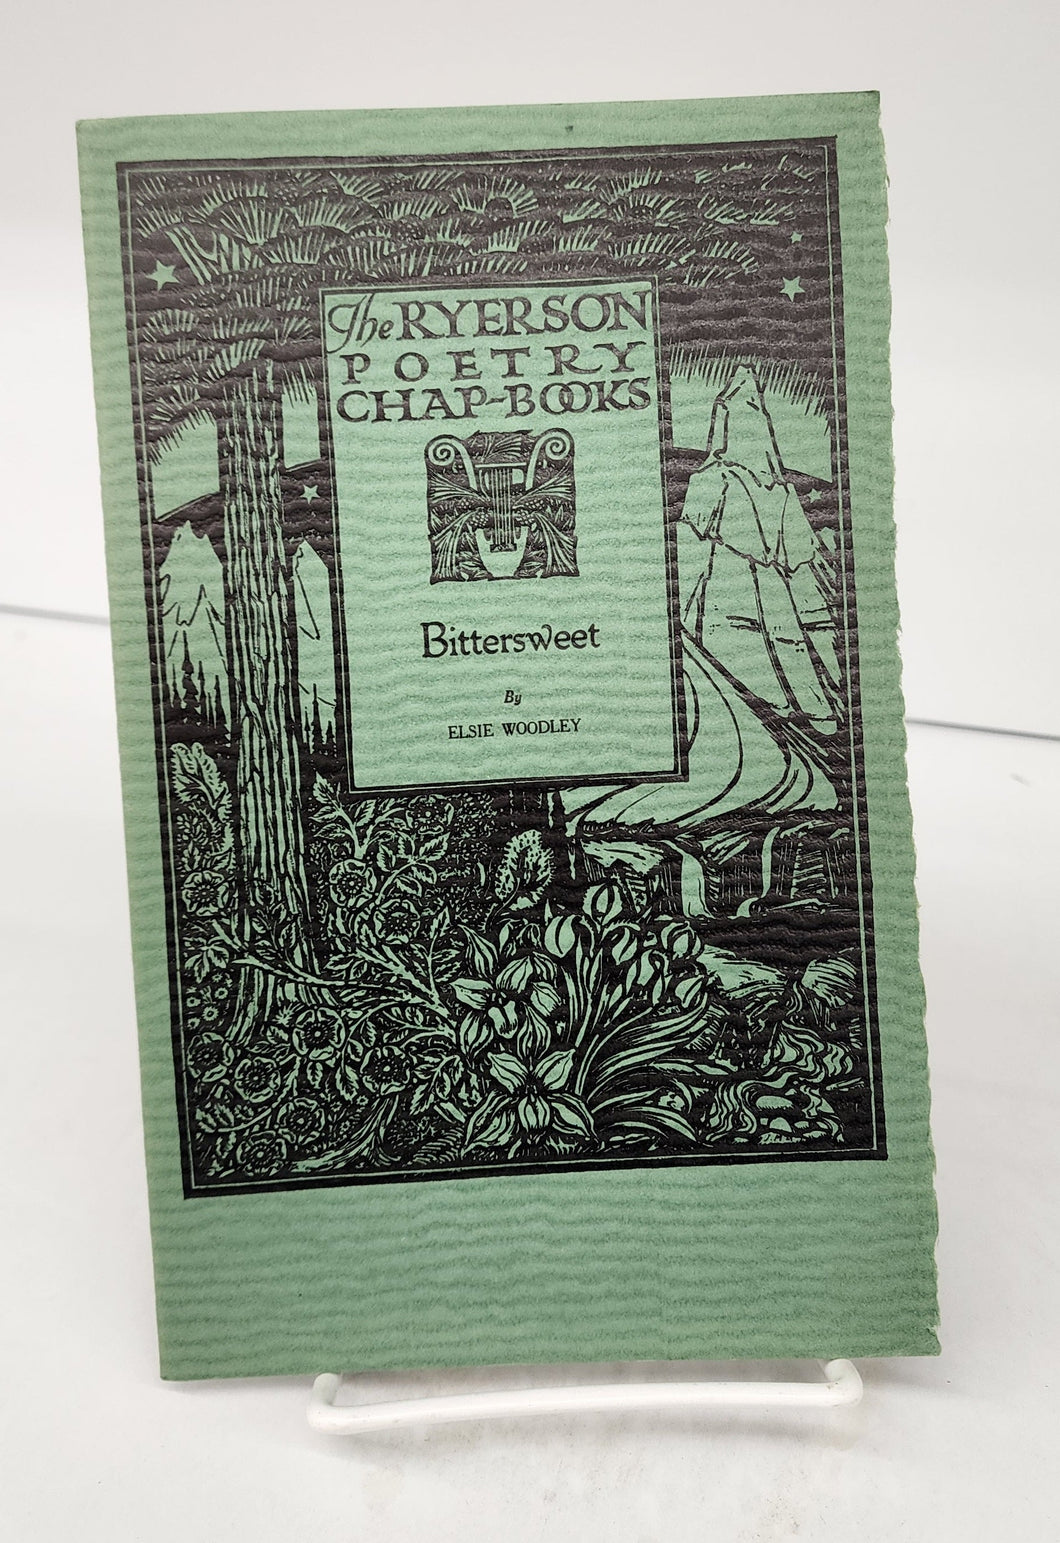 The RYERSON
POETRY
CHAP-BOOKS
Bittersweet
By
ELSIE WOODLEY